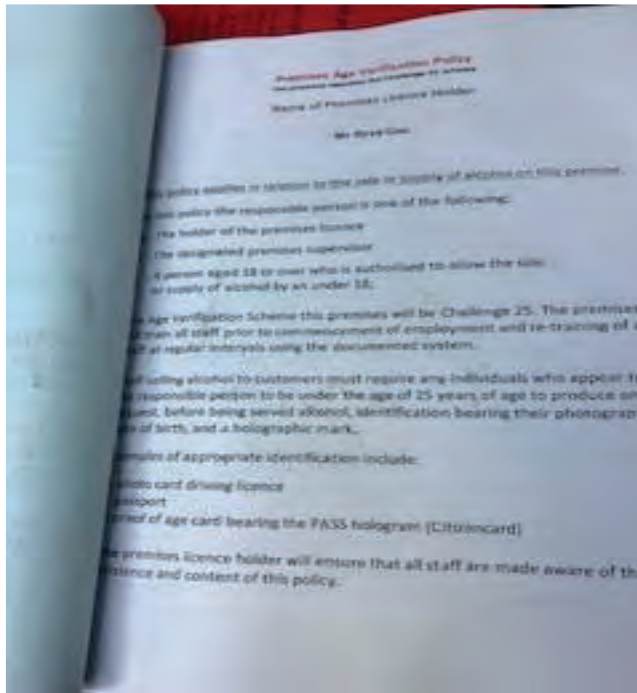 Premises Age Verification Policy
Name of Premises Licence Holder
Mr
policy applies in relation to the sale or supply of alcohol on this premise.
policy the responsible person is one of the following:
The holder of the premises licence
The designated premises supervisor
A person aged 18 or over who is authorised to allow the sale
or supply of alcohol by an under 18;
Age Verification Scheme this premises will be Challenge 25. The premises
train all staff prior to commencement of employment and re-training of
at regular intervals using the documented system.
selling alcohol to customers must require any individuals who appear
responsible person to be under the age of 25 years of age to produce on
before being served alcohol, identification bearing their photograp
of birth, and a holographic mark.
of appropriate identification include:
card driving licence
proof of age card bearing the PASS hologram (Citizencard)
premises licence holder will ensure that all staff are made aware of th
and content of this policy.